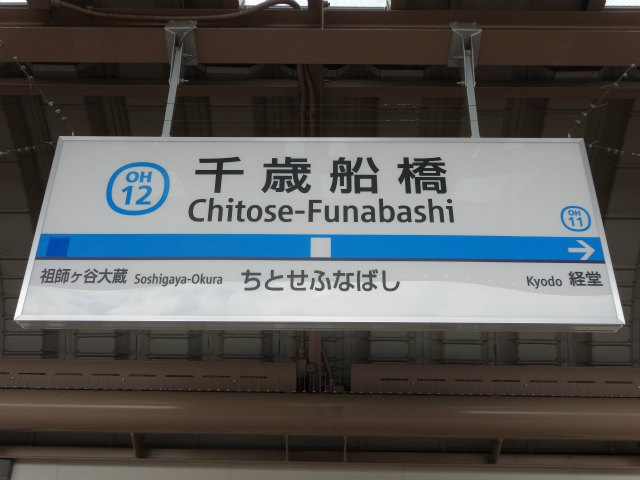 OH
12
千歳船橋
Chitose-Funabashi
OH
11
祖師ヶ谷大蔵 Soshigaya-Okura
ちとせふなばし
Kyodo 経堂